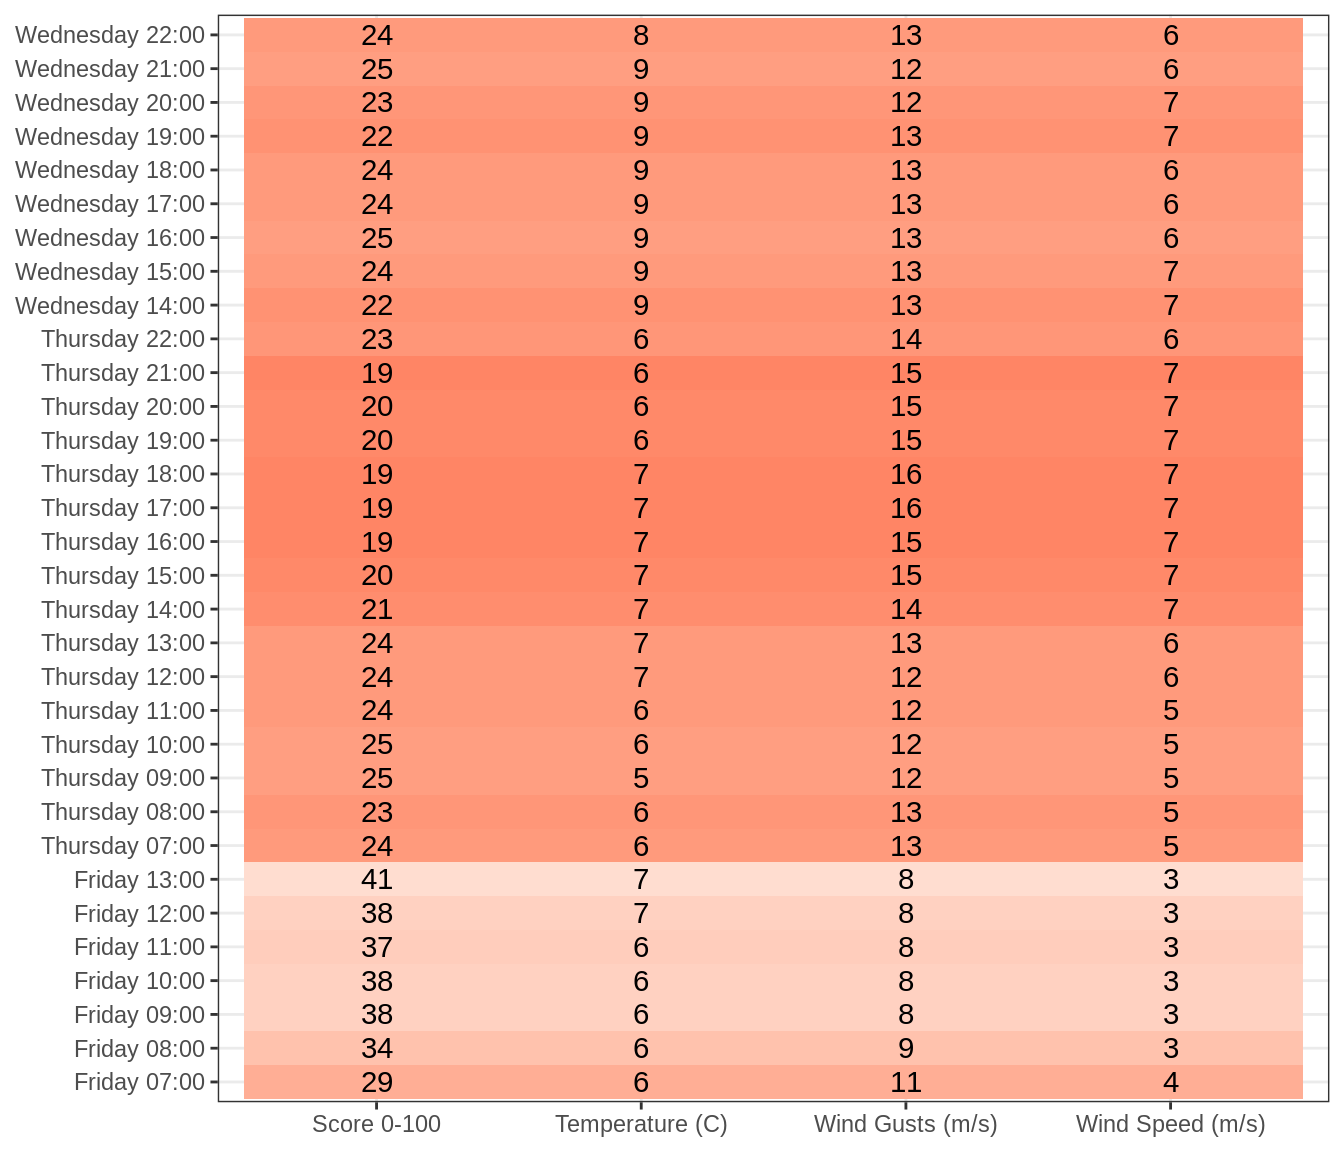 Wednesday 22:00 24 8 13 6
Wednesday 21:00 25 9 12 6
Wednesday 20:00 23 9 12 7
Wednesday 19:00 22 9 13 7
Wednesday 18:00 24 9 13 6
Wednesday 17:00 24 9 13 6
Wednesday 16:00 25 9 13 6
Wednesday 15:00 24 9 13 7
Wednesday 14:00 22 9 13 7
Thursday 22:00 23 6 14 6
Thursday 21:00 19 6 15 7
Thursday 20:00 20 6 15 7
Thursday 19:00 20 6 15 7
Thursday 18:00 19 7 16 7
Thursday 17:00 19 7 16 7
Thursday 16:00 19 7 15 7
Thursday 15:00 20 7 15 7
Thursday 14:00 21 7 14 7
Thursday 13:00 24 7 13 6
Thursday 12:00 24 7 12 6
Thursday 11:00 24 6 12 5
Thursday 10:00 25 6 12 5
Thursday 09:00 25 5 12 5
Thursday 08:00 23 6 13 5
Thursday 07:00 24 6 13 5
Friday 13:00 41 7 8 3
Friday 12:00 38 7 8 3
Friday 11:00 37 6 8 3
Friday 10:00 38 6 8 3
Friday 09:00 38 6 8 3
Friday 08:00 34 6 9 3
Friday 07:00 29 6 11 4
Score 0-100 Temperature (C) Wind Gusts (m/s) Wind Speed (m/s)